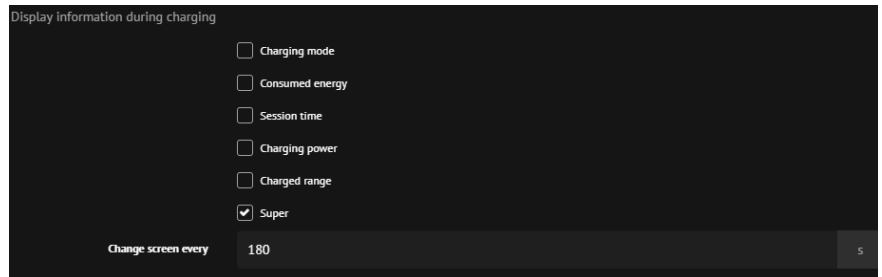 Display information during charging
Charging mode
Consumed energy
Session time
Charging power
Charged range
Super
Change screen every 180 s